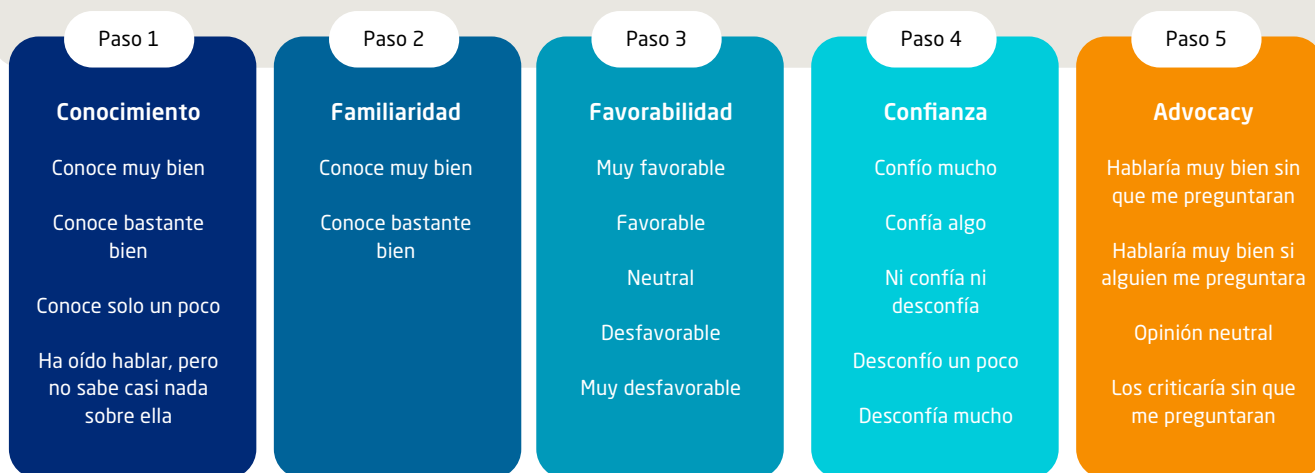 Paso 1
Conocimiento
Conoce muy bien
Conoce bastante
bien
Conoce solo un poco
Ha oído hablar, pero
no sabe casi nada
sobre ella
Paso 2
Familiaridad
Conoce muy bien
Conoce bastante
bien
Paso 3
Favorabilidad
Muy favorable
Favorable
Neutral
Desfavorable
Muy desfavorable
Paso 4
Confianza
Confío mucho
Confía algo
Ni confía ni
desconfía
Desconfío un poco
Desconfía mucho
Paso 5
Advocacy
Hablaría muy bien sin
que me preguntaran
Hablaría muy bien si
alguien me preguntara
Opinión neutral
Los criticaría sin que
me preguntaran